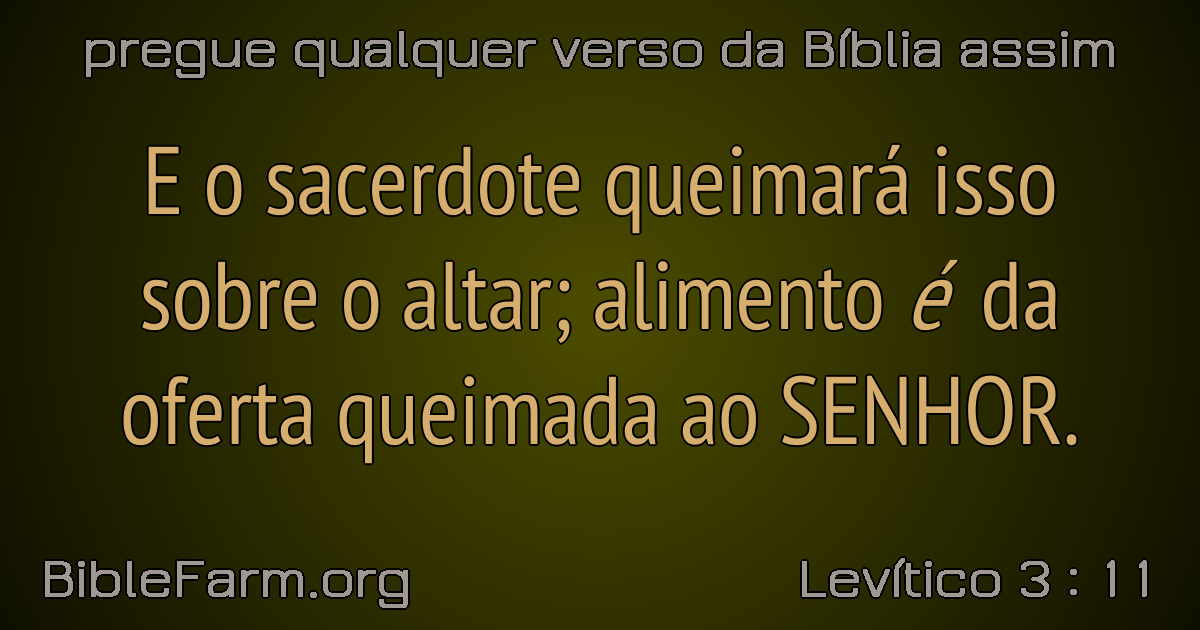 pregue qualquer verso da Bíblia assim
E o sacerdote queimará isso
sobre o altar; alimento é da
oferta queimada ao SENHOR.
BibleFarm.org
Levítico 3 : 11